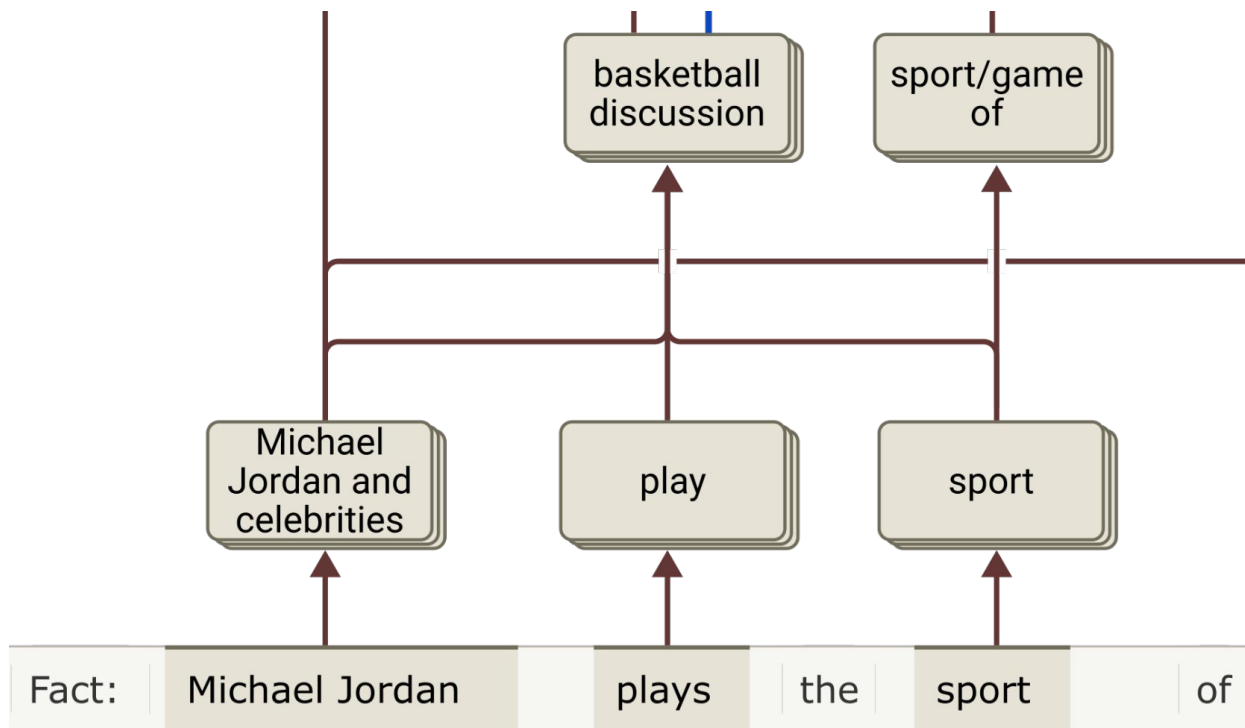 basketball
discussion
sport/game
of
Michael
Jordan and
celebrities
play
sport
Fact: Michael Jordan plays the sport of